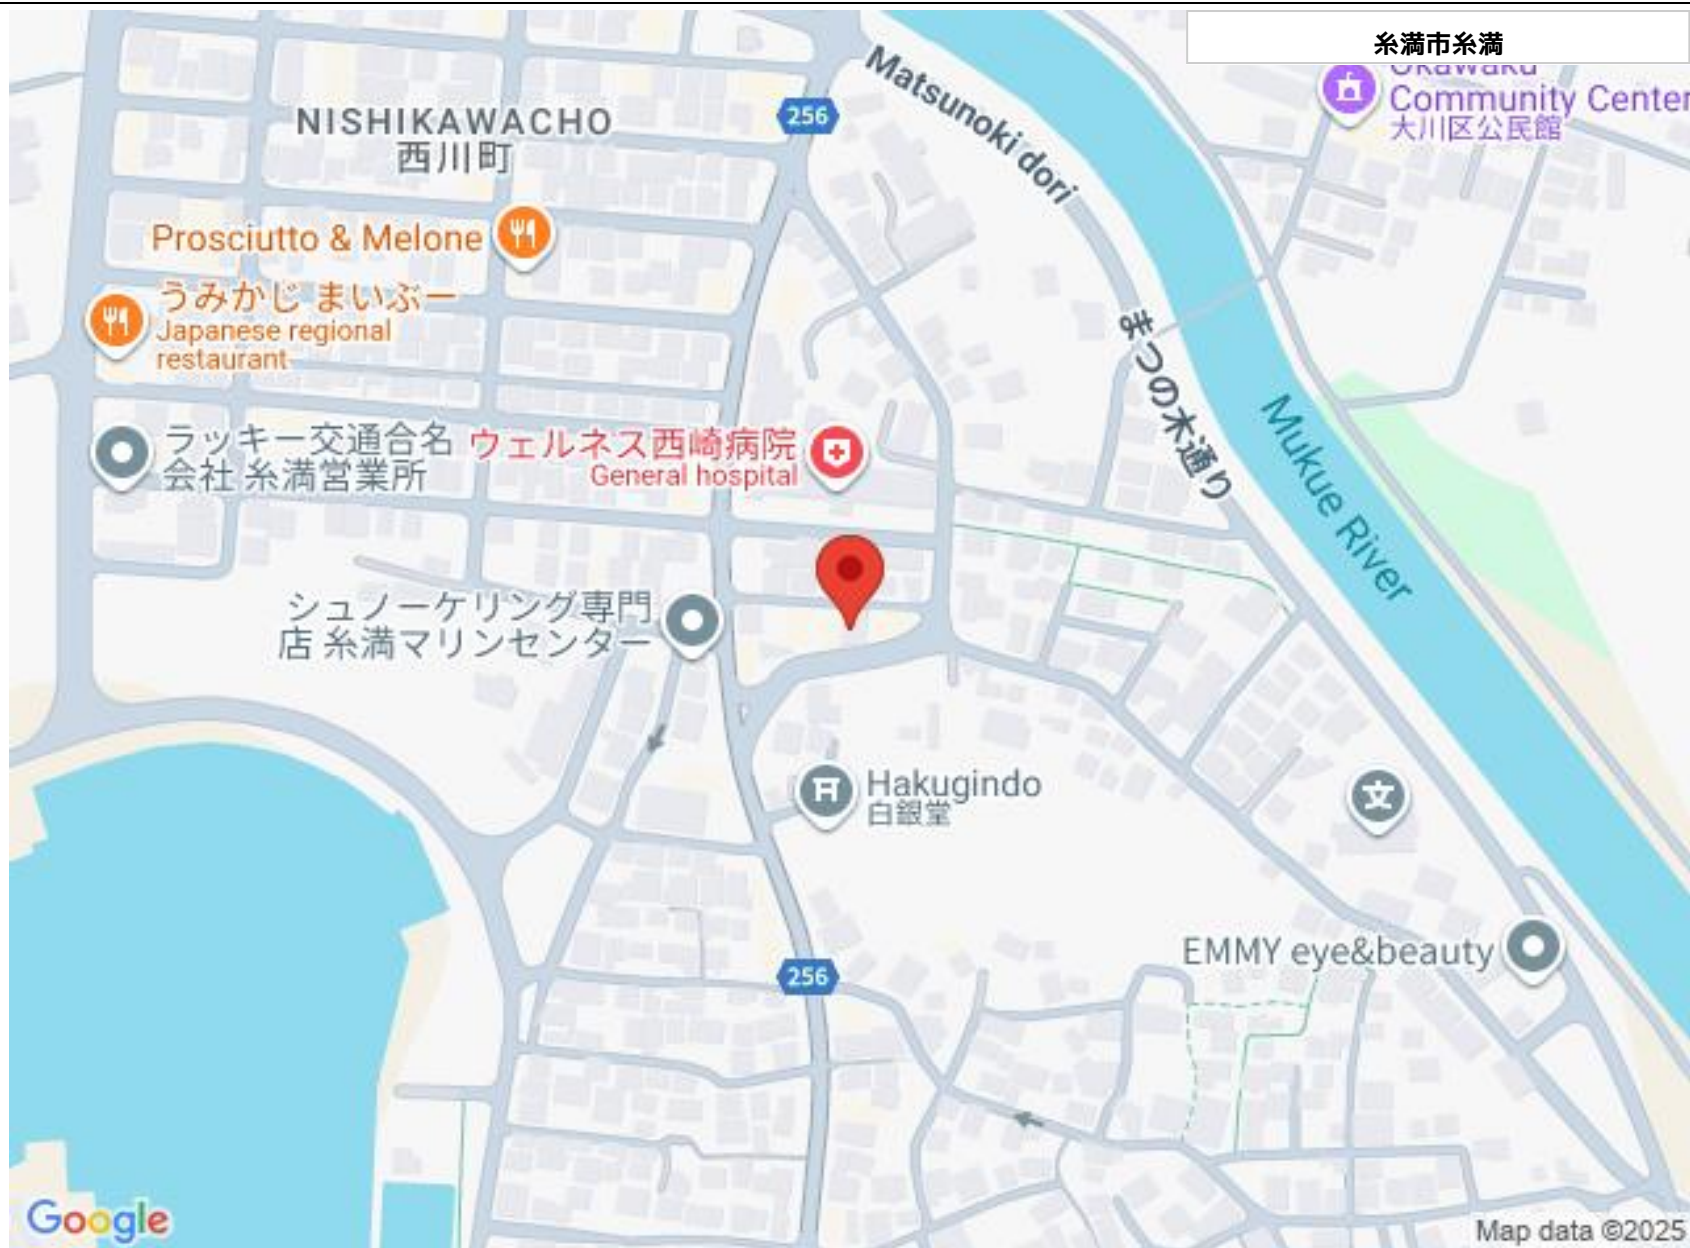 糸満市糸満
Okawaku
Community Center
大川区公民館
Matsunoki dori
256
NISHIKAWACHO
西川町
Prosciutto & Melone
うみかじ まいぶー
Japanese regional
restaurant
まつの木通り
Mukue River
ラッキー交通合名
会社 糸満営業所
ウェルネス西崎病院
General hospital
シュノーケリング専門
店 糸満マリンセンター
Hakugindo
白銀堂
文
EMMY eye&beauty
256
Google
Map data ©2025